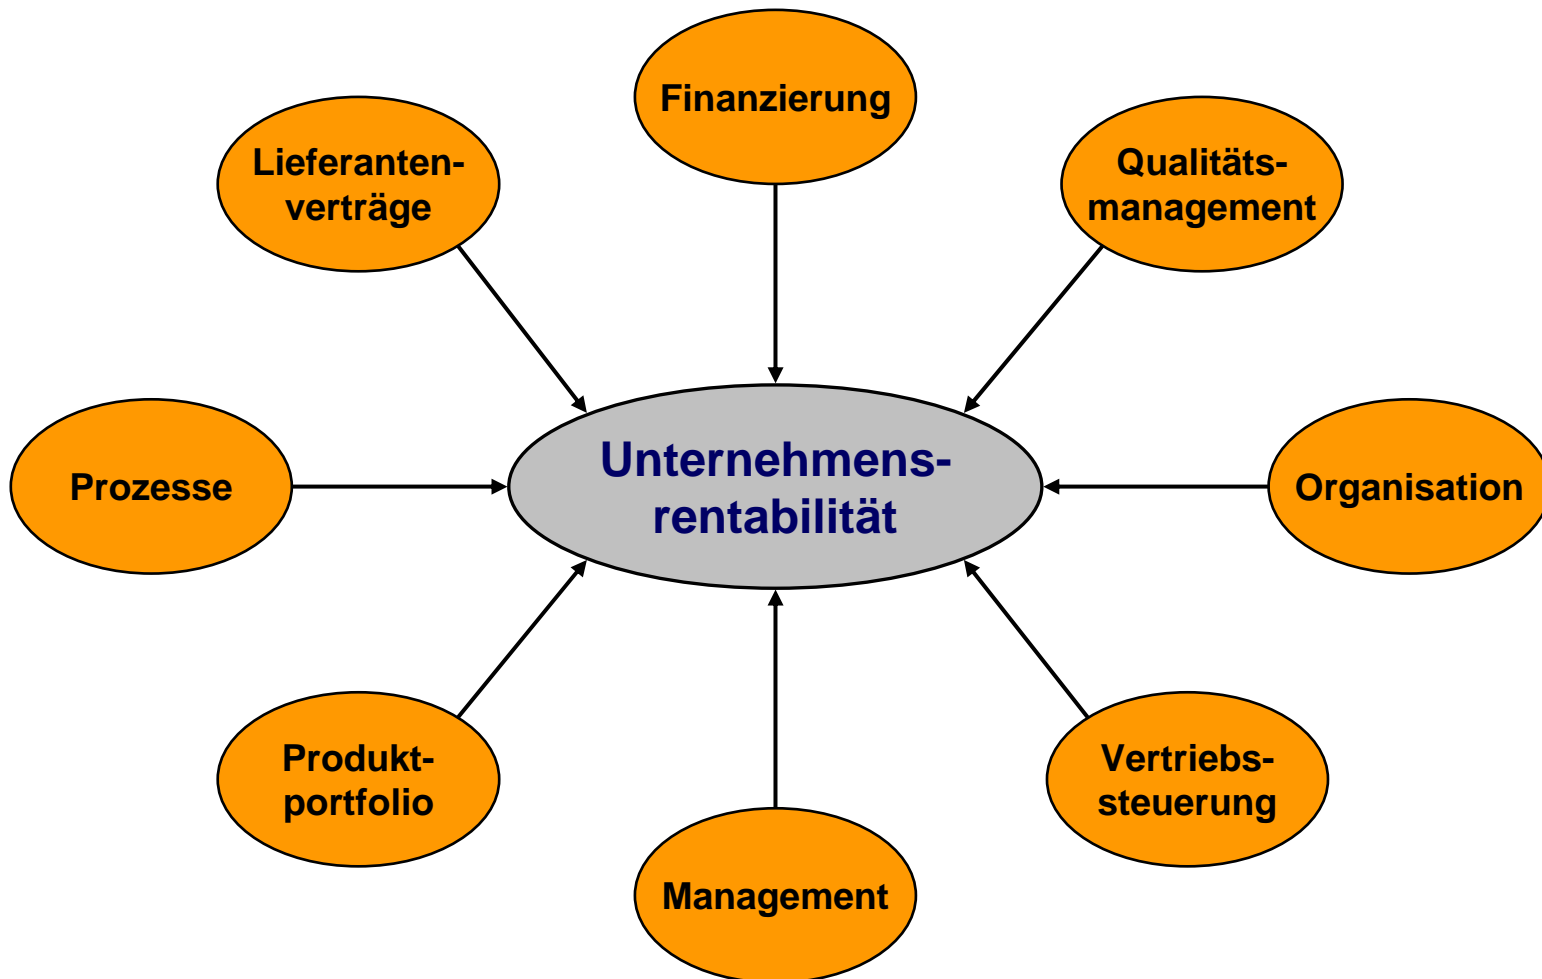 Finanzierung
Lieferanten-
verträge
Qualitäts-
management
Prozesse
Unternehmens-
rentabilität
Organisation
Produkt-
portfolio
Vertriebs-
steuerung
Management